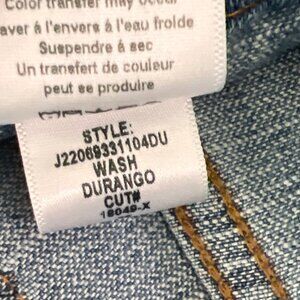 Color transfer may occur
aver à l'envers à l'eau froide
Suspendre à sec
Un transfert de couleur
peut se produire
STYLE:
J22069331104DU
WASH
DURANGO
CUT#
18049-X